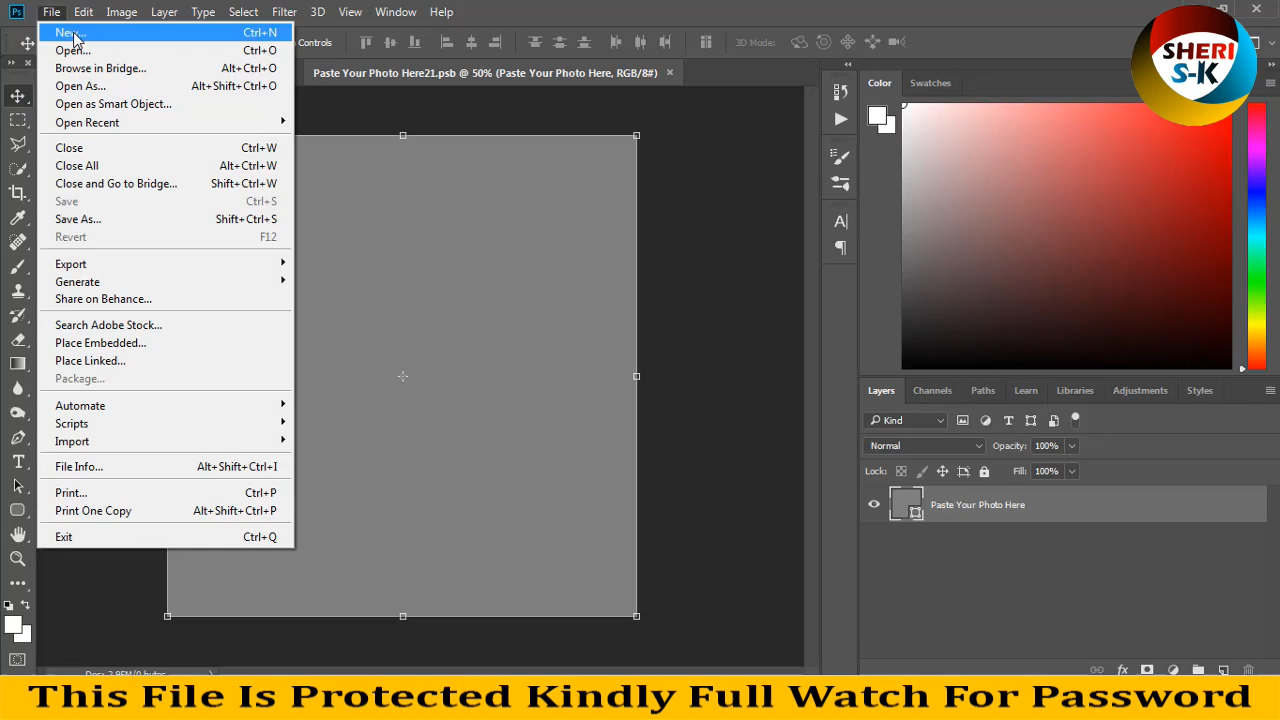 Ps File Edit Image Layer Type Select Filter 3D View Window Help
New... Ctrl+N
Open... Ctrl+O
Browse in Bridge... Alt+Ctrl+O
Open As... Alt+Shift+Ctrl+O
Open as Smart Object...
Open Recent
Close Ctrl+W
Close All Alt+Ctrl+W
Close and Go to Bridge... Shift+Ctrl+W
Save Ctrl+S
Save As... Shift+Ctrl+S
Revert F12
Export
Generate
Share on Behance...
Search Adobe Stock...
Place Embedded...
Place Linked...
Package...
Automate
Scripts
Import
File Info... Alt+Shift+Ctrl+I
Print... Ctrl+P
Print One Copy Alt+Shift+Ctrl+P
Exit Ctrl+Q
Controls
3D Mode:
Paste Your Photo Here21.psb @ 50% (Paste Your Photo Here, RGB/8#) ×
SHERI
S-K
Color Swatches
Layers Channels Paths Learn Libraries Adjustments Styles
Kind
Normal Opacity: 100%
Lock: Fill: 100%
Paste Your Photo Here
fx
This File Is Protected Kindly Full Watch For Password